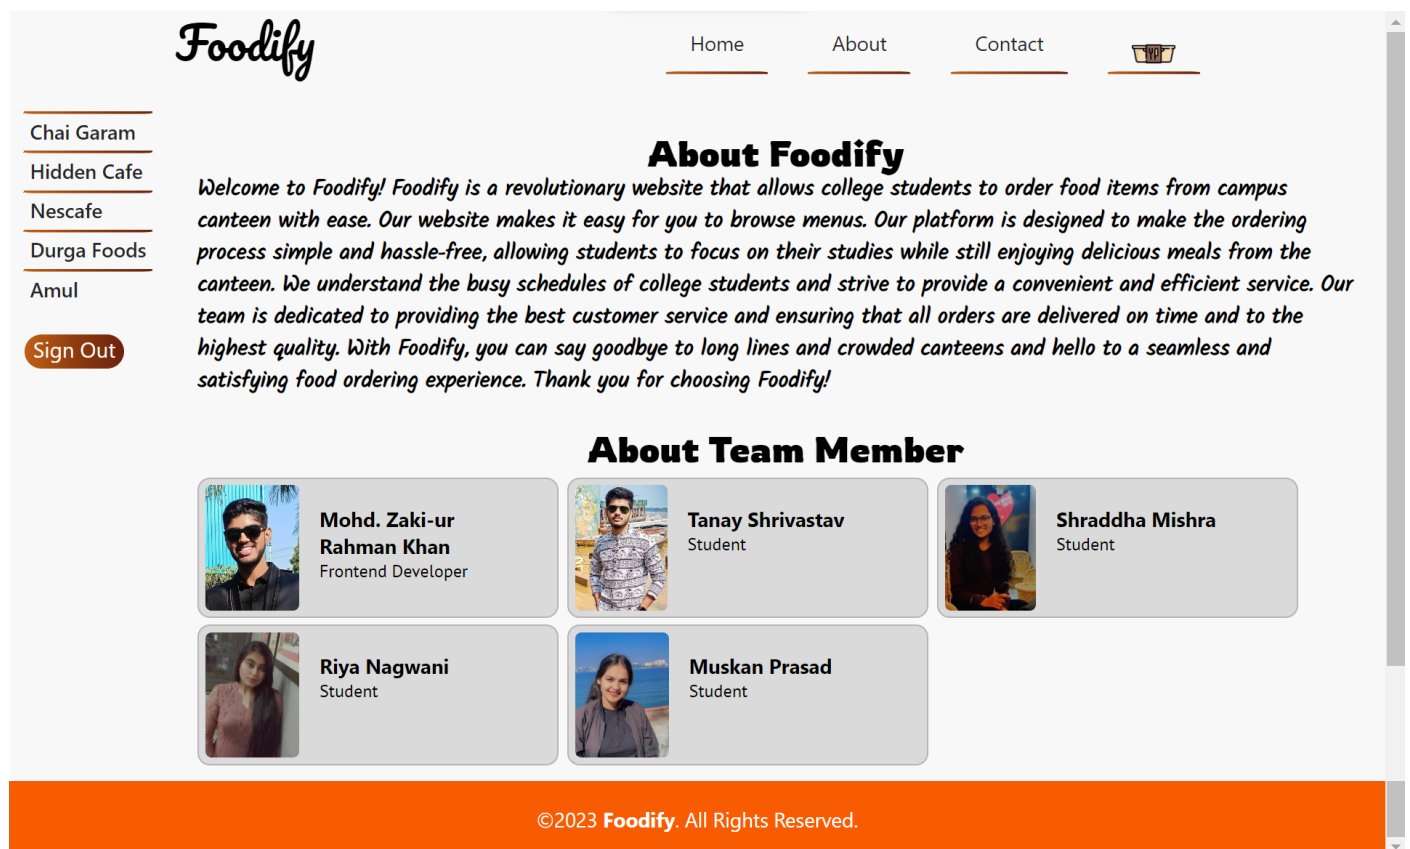 Foodify
Home
About
Contact
YP
Chai Garam
Hidden Cafe
Nescafe
Durga Foods
Amul
Sign Out
About Foodify
Welcome to Foodify! Foodify is a revolutionary website that allows college students to order food items from campus
canteen with ease. Our website makes it easy for you to browse menus. Our platform is designed to make the ordering
process simple and hassle-free, allowing students to focus on their studies while still enjoying delicious meals from the
canteen. We understand the busy schedules of college students and strive to provide a convenient and efficient service. Our
team is dedicated to providing the best customer service and ensuring that all orders are delivered on time and to the
highest quality. With Foodify, you can say goodbye to long lines and crowded canteens and hello to a seamless and
satisfying food ordering experience. Thank you for choosing Foodify!
About Team Member
Mohd. Zaki-ur
Rahman Khan
Frontend Developer
Tanay Shrivastav
Student
Shraddha Mishra
Student
Riya Nagwani
Student
Muskan Prasad
Student
©2023 Foodify. All Rights Reserved.